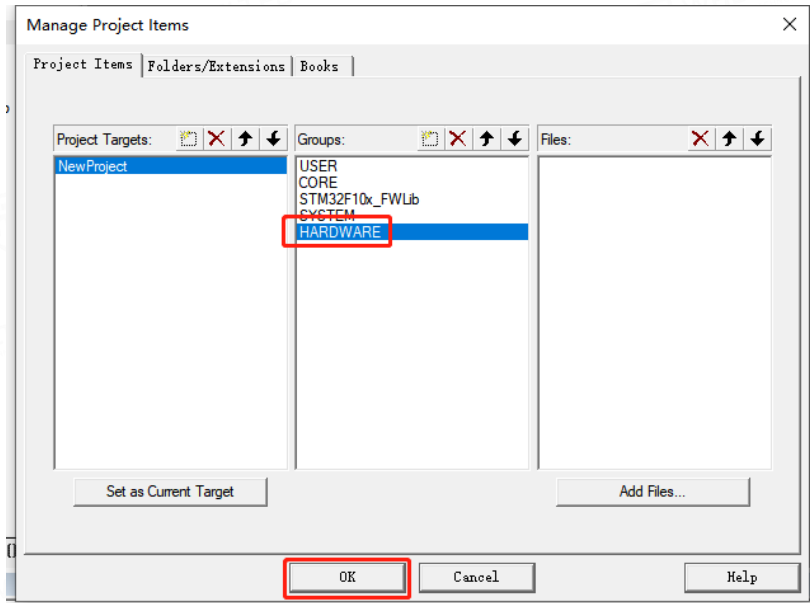 Manage Project Items
Project Items Folders/Extensions Books
Project Targets: Groups: Files:
NewProject
USER
CORE
STM32F10x_FWLib
SYSTEM
HARDWARE
Set as Current Target Add Files...
OK Cancel Help